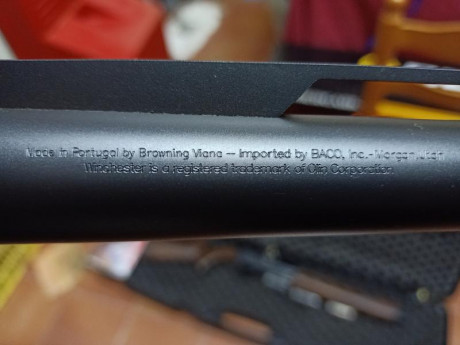 Made in Portugal by Browning Viana — Imported by BACO, Inc. - Morgan, Utah
Winchester is a registered trademark of Olin Corporation